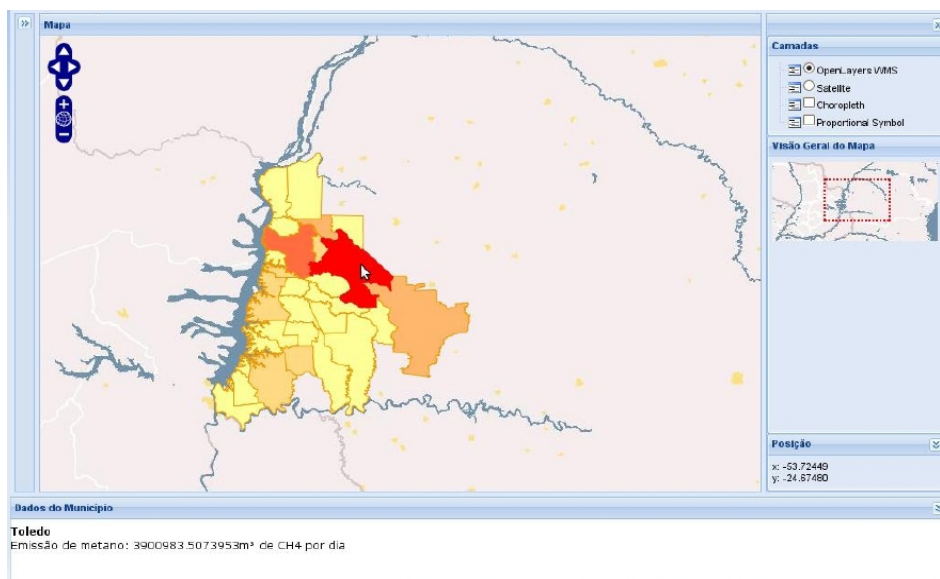 Mapa
Camadas
OpenLayers WMS
Satellite
Choropleth
Proportional Symbol
Visão Geral do Mapa
Posição
x: -53.72449
y: -24.67480
Dados do Município
Toledo
Emissão de metano: 3900983.5073953m³ de CH4 por dia